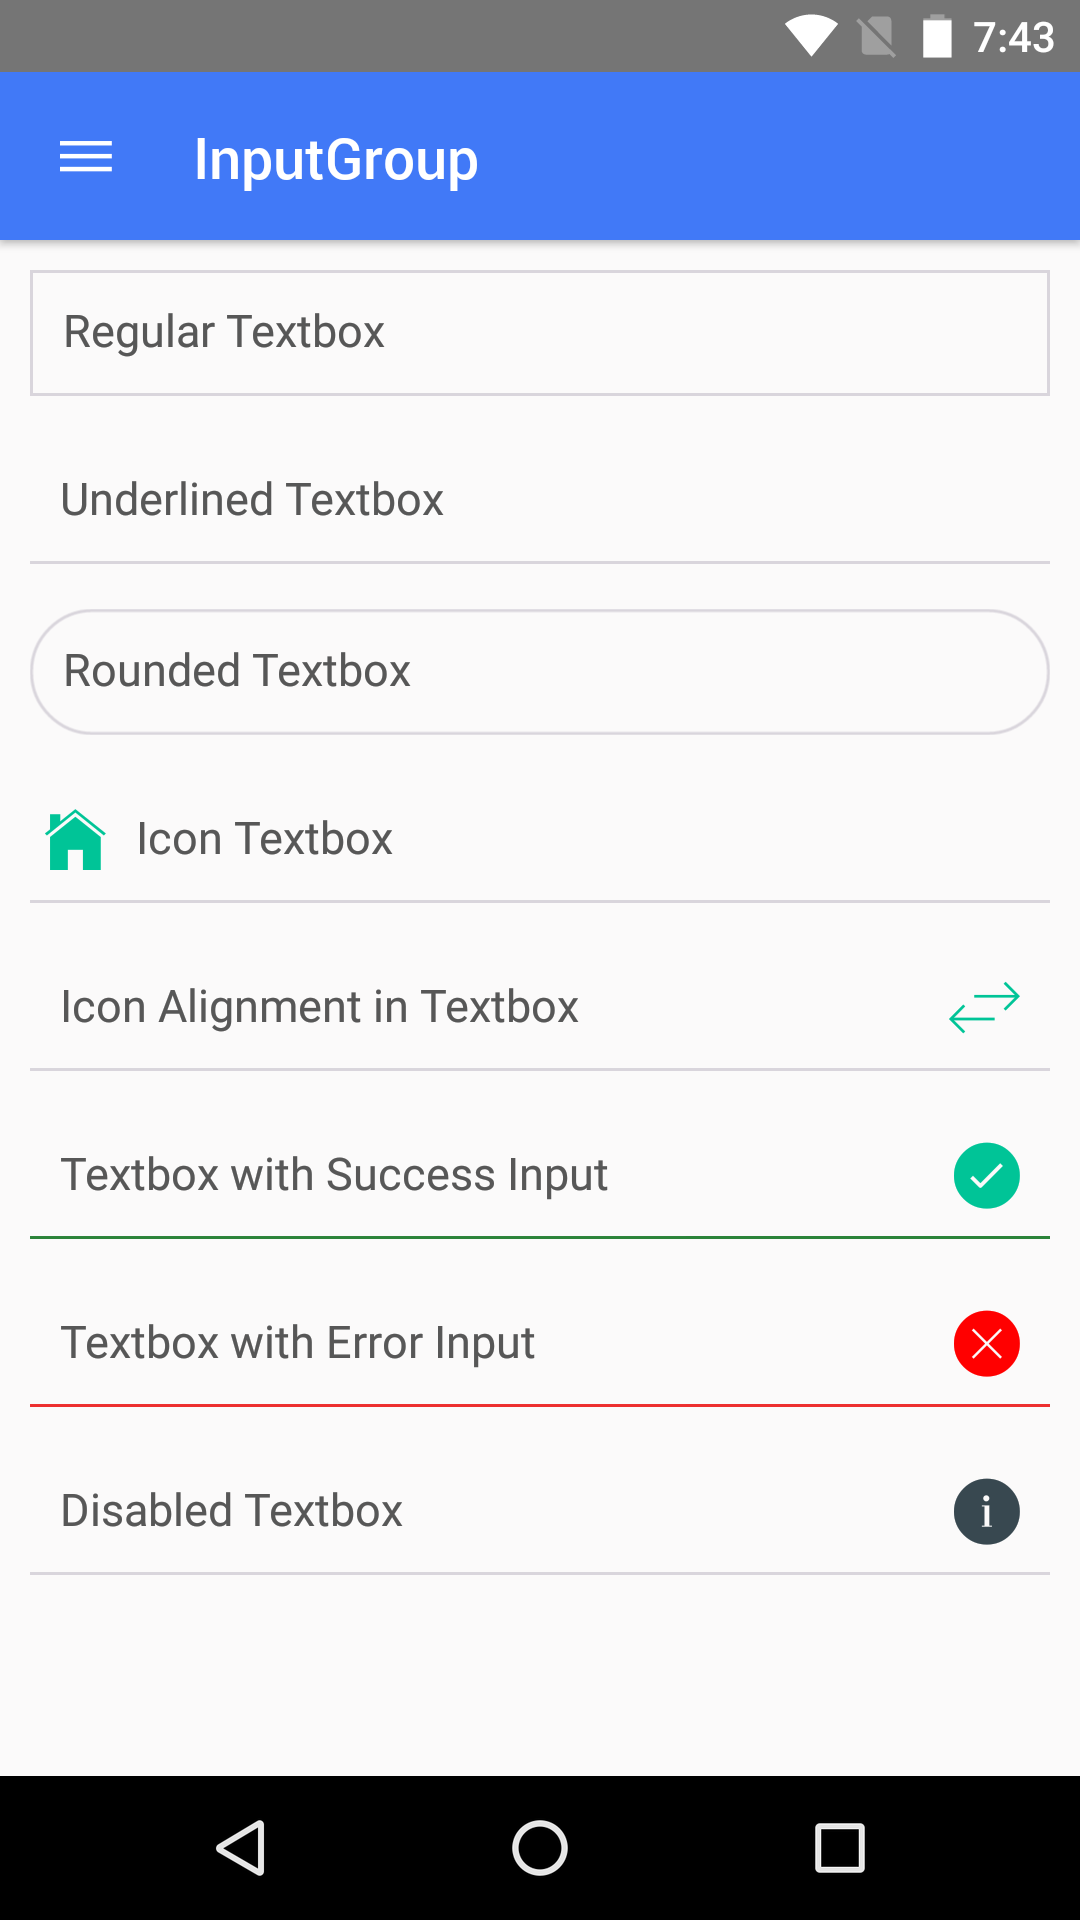 7:43
InputGroup
Regular Textbox
Underlined Textbox
Rounded Textbox
Icon Textbox
Icon Alignment in Textbox
Textbox with Success Input
Textbox with Error Input
Disabled Textbox